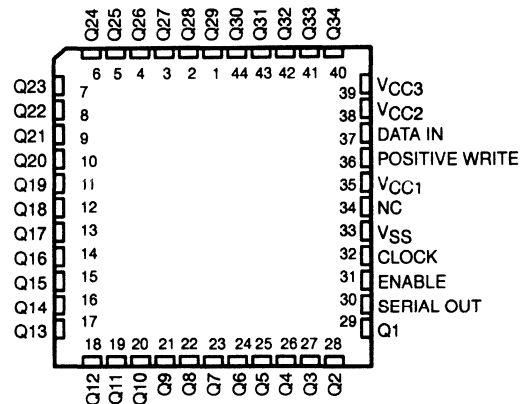 Q24 Q25 Q26 Q27 Q28 Q29 Q30 Q31 Q32 Q33 Q34
6 5 4 3 2 1 44 43 42 41 40
Q23 7 39 VCC3
Q22 8 38 VCC2
Q21 9 37 DATA IN
Q20 10 36 POSITIVE WRITE
Q19 11 35 VCC1
Q18 12 34 NC
Q17 13 33 VSS
Q16 14 32 CLOCK
Q15 15 31 ENABLE
Q14 16 30 SERIAL OUT
Q13 17 29 Q1
18 19 20 21 22 23 24 25 26 27 28
Q12 Q11 Q10 Q9 Q8 Q7 Q6 Q5 Q4 Q3 Q2